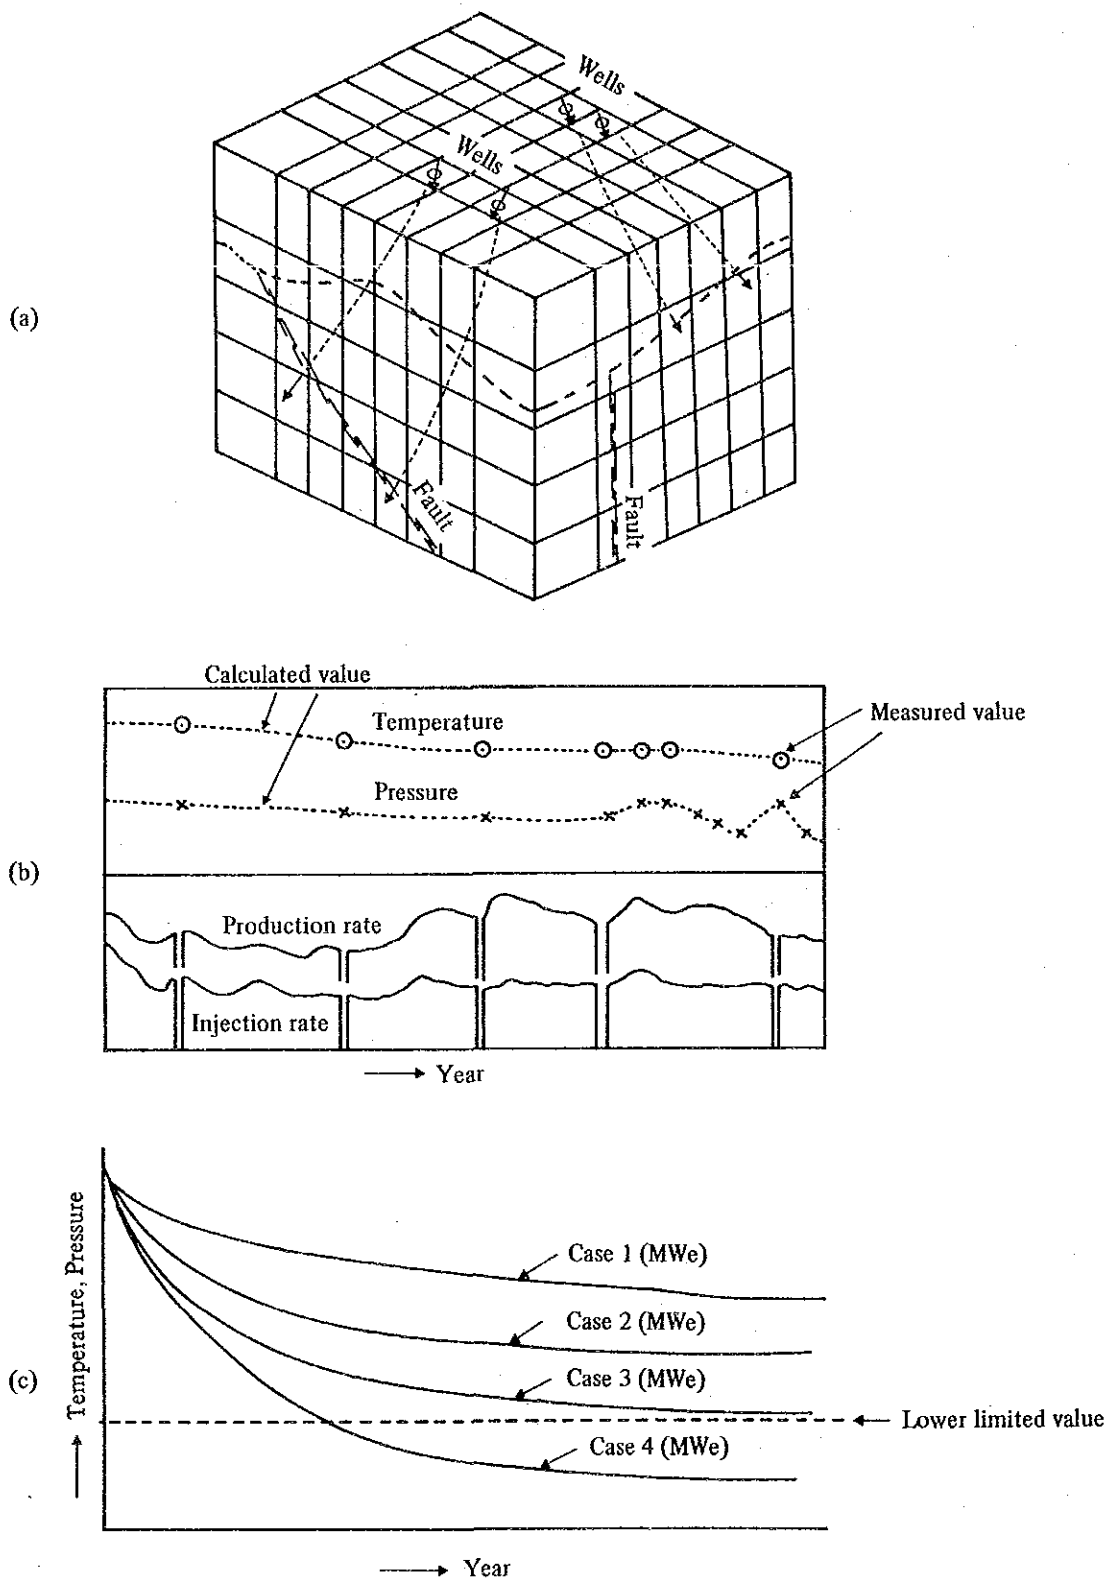 (a)
Wells
Wells
Φ
Φ
Φ
Φ
Fault
Fault
(b)
Calculated value
Temperature
Measured value
Pressure
Production rate
Injection rate
Year
(c)
Temperature, Pressure
Case 1 (MWe)
Case 2 (MWe)
Case 3 (MWe)
Lower limited value
Case 4 (MWe)
Year